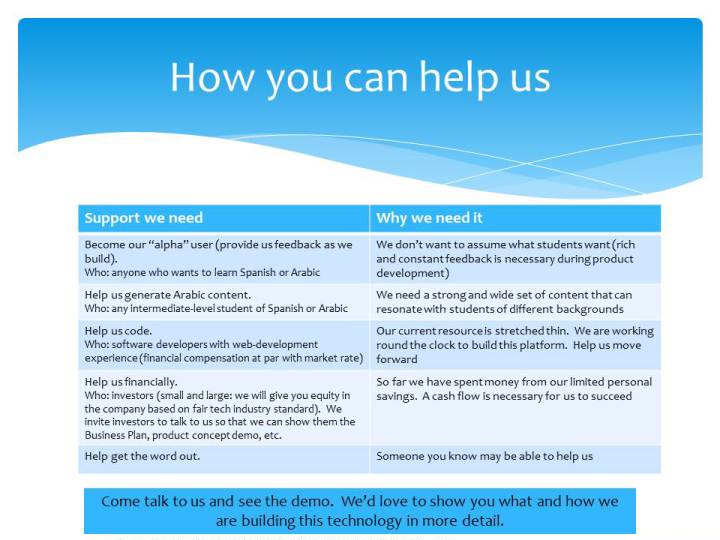 How you can help us
Support we need
Why we need it
Become our “alpha” user (provide us feedback as we
build).
Who: anyone who wants to learn Spanish or Arabic
We don’t want to assume what students want (rich
and constant feedback is necessary during product
development)
Help us generate Arabic content.
Who: any intermediate-level student of Spanish or Arabic
We need a strong and wide set of content that can
resonate with students of different backgrounds
Help us code.
Who: software developers with web-development
experience (financial compensation at par with market rate)
Our current resource is stretched thin.  We are working
round the clock to build this platform.  Help us move
forward
Help us financially.
Who: investors (small and large: we will give you equity in
the company based on fair tech industry standard).  We
invite investors to talk to us so that we can show them the
Business Plan, product concept demo, etc.
So far we have spent money from our limited personal
savings.  A cash flow is necessary for us to succeed
Help get the word out.
Someone you know may be able to help us
Come talk to us and see the demo.  We’d love to show you what and how we
are building this technology in more detail.